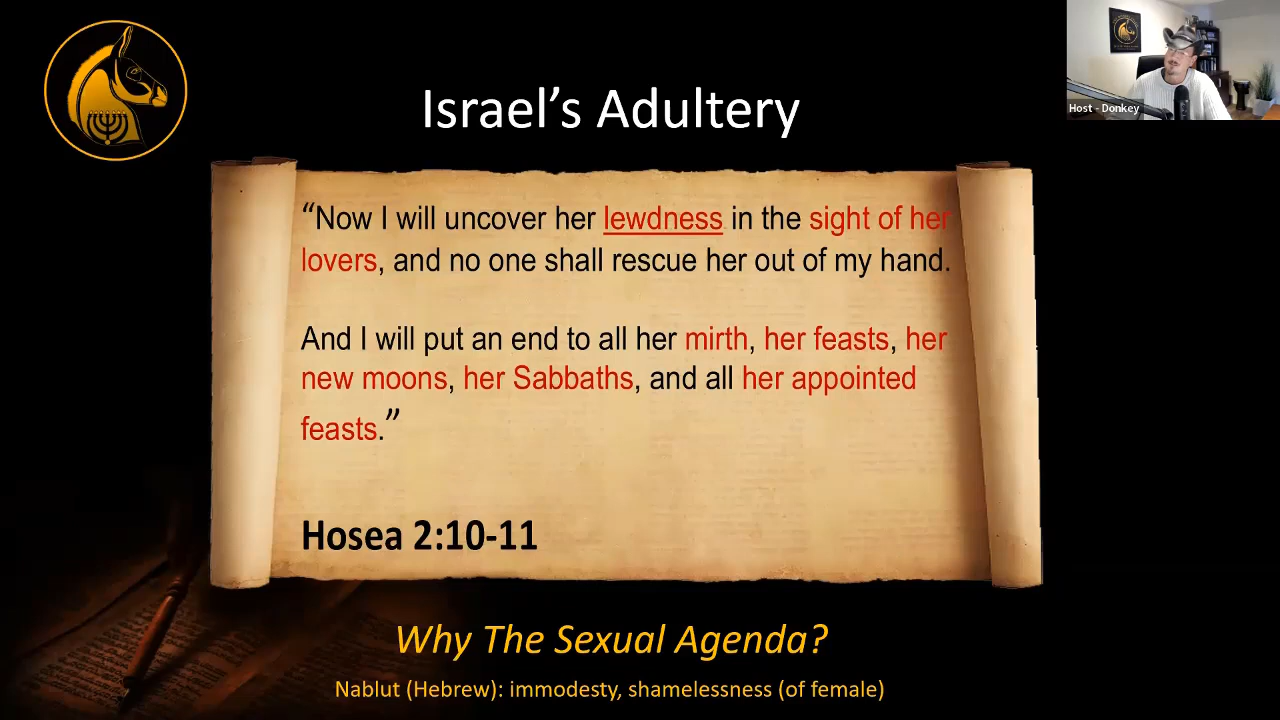 Israel’s Adultery
Host - Donkey
“Now I will uncover her lewdness in the sight of her
lovers, and no one shall rescue her out of my hand.
And I will put an end to all her mirth, her feasts, her
new moons, her Sabbaths, and all her appointed
feasts.”
Hosea 2:10-11
Why The Sexual Agenda?
Nablut (Hebrew): immodesty, shamelessness (of female)